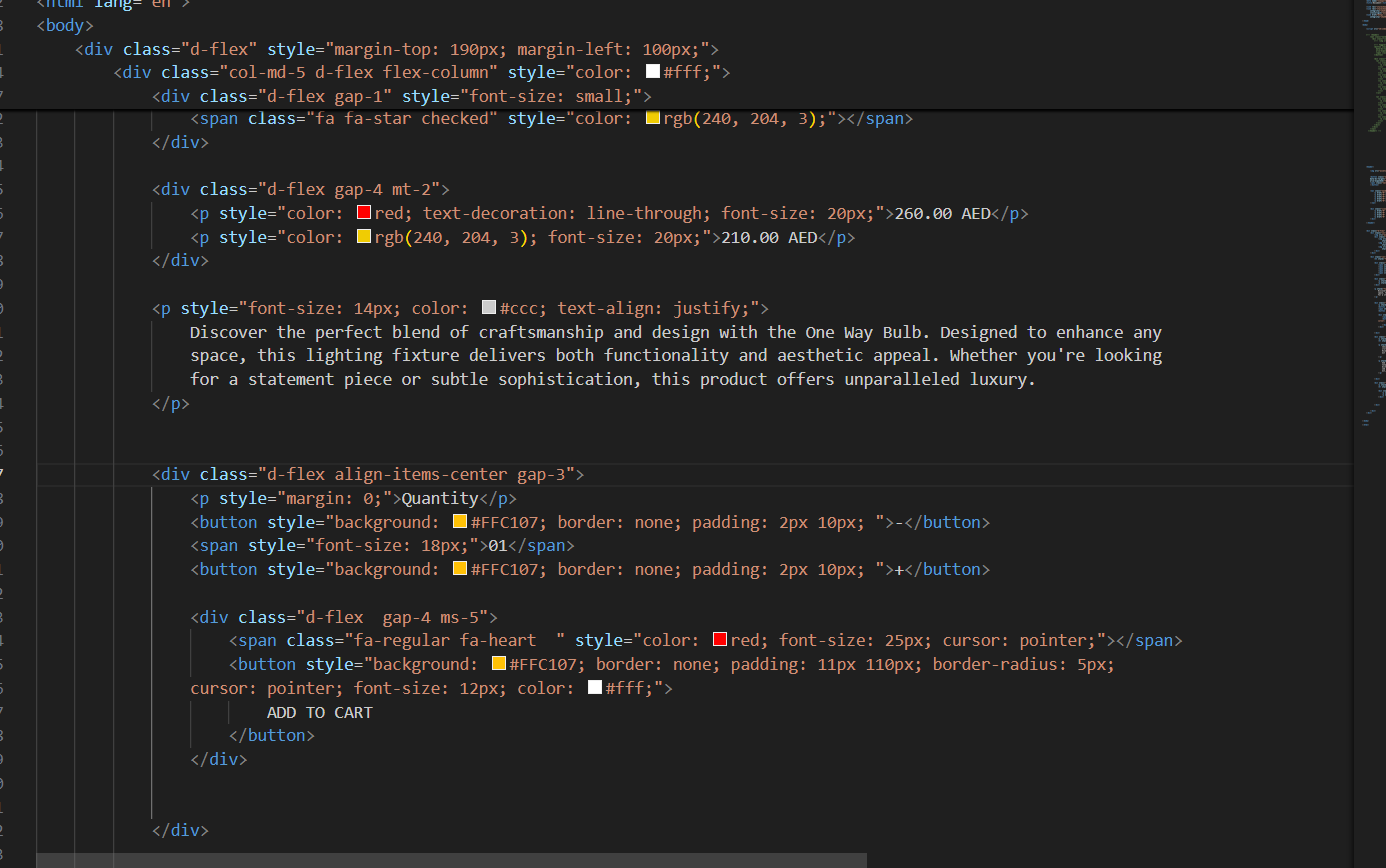 <html lang="en">
<body>
<div class="d-flex" style="margin-top: 190px; margin-left: 100px;">
<div class="col-md-5 d-flex flex-column" style="color: #fff;">
<div class="d-flex gap-1" style="font-size: small;">
<span class="fa fa-star checked" style="color: rgb(240, 204, 3);"></span>
</div>
<div class="d-flex gap-4 mt-2">
<p style="color: red; text-decoration: line-through; font-size: 20px;">260.00 AED</p>
<p style="color: rgb(240, 204, 3); font-size: 20px;">210.00 AED</p>
</div>
<p style="font-size: 14px; color: #ccc; text-align: justify;">
Discover the perfect blend of craftsmanship and design with the One Way Bulb. Designed to enhance any
space, this lighting fixture delivers both functionality and aesthetic appeal. Whether you're looking
for a statement piece or subtle sophistication, this product offers unparalleled luxury.
</p>
<div class="d-flex align-items-center gap-3">
<p style="margin: 0;">Quantity</p>
<button style="background: #FFC107; border: none; padding: 2px 10px; ">-</button>
<span style="font-size: 18px;">01</span>
<button style="background: #FFC107; border: none; padding: 2px 10px; ">+</button>
<div class="d-flex  gap-4 ms-5">
<span class="fa-regular fa-heart  " style="color: red; font-size: 25px; cursor: pointer;"></span>
<button style="background: #FFC107; border: none; padding: 11px 110px; border-radius: 5px;
cursor: pointer; font-size: 12px; color: #fff;">
ADD TO CART
</button>
</div>
</div>